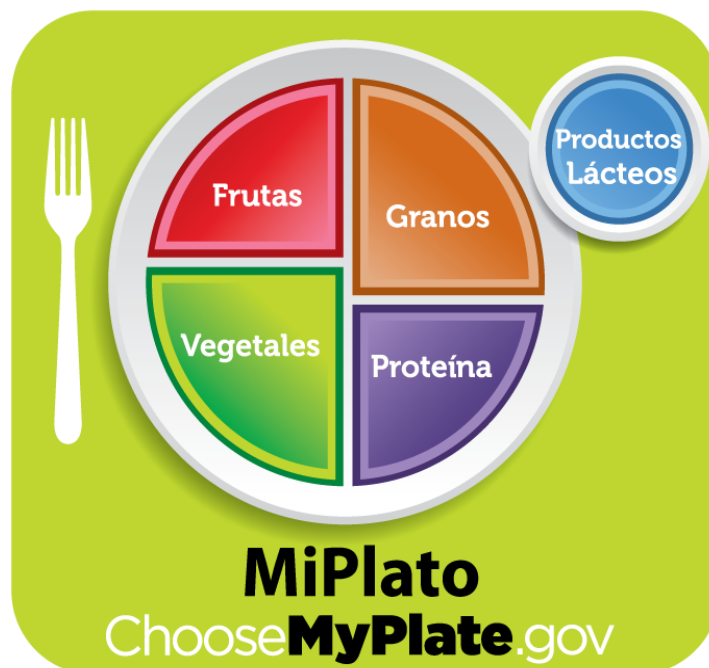 Frutas
Granos
Productos
Lácteos
Vegetales
Proteína
MiPlato
ChooseMyPlate.gov